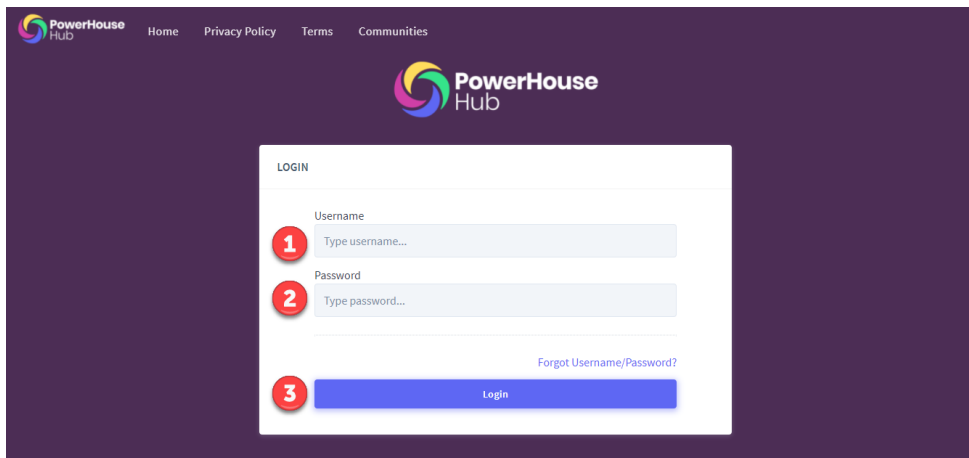 PowerHouse
Hub
Home Privacy Policy Terms Communities
PowerHouse
Hub
LOGIN
Username
1 Type username...
Password
2 Type password...
Forgot Username/Password?
3 Login